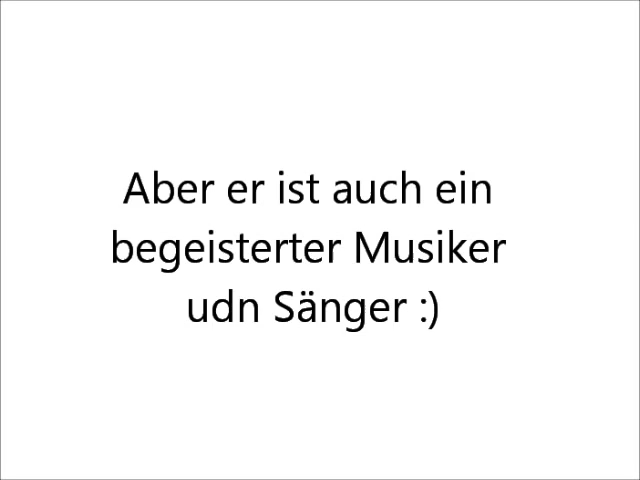 Aber er ist auch ein
begeisterter Musiker
udn Sänger :)